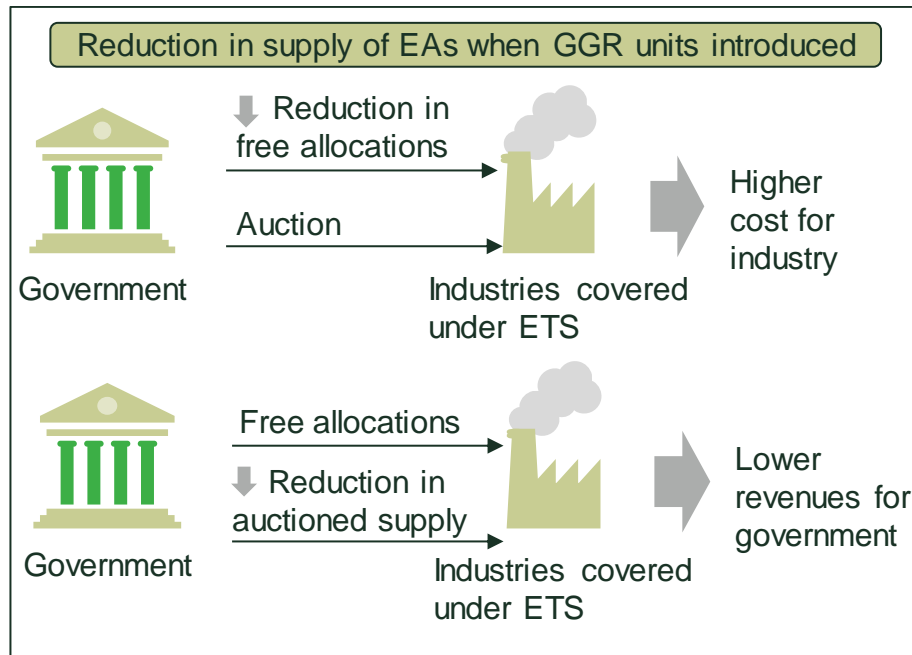 Reduction in supply of EAs when GGR units introduced
Reduction in
free allocations
Auction
Government
Industries covered
under ETS
Higher
cost for
industry
Free allocations
Reduction in
auctioned supply
Government
Industries covered
under ETS
Lower
revenues for
government